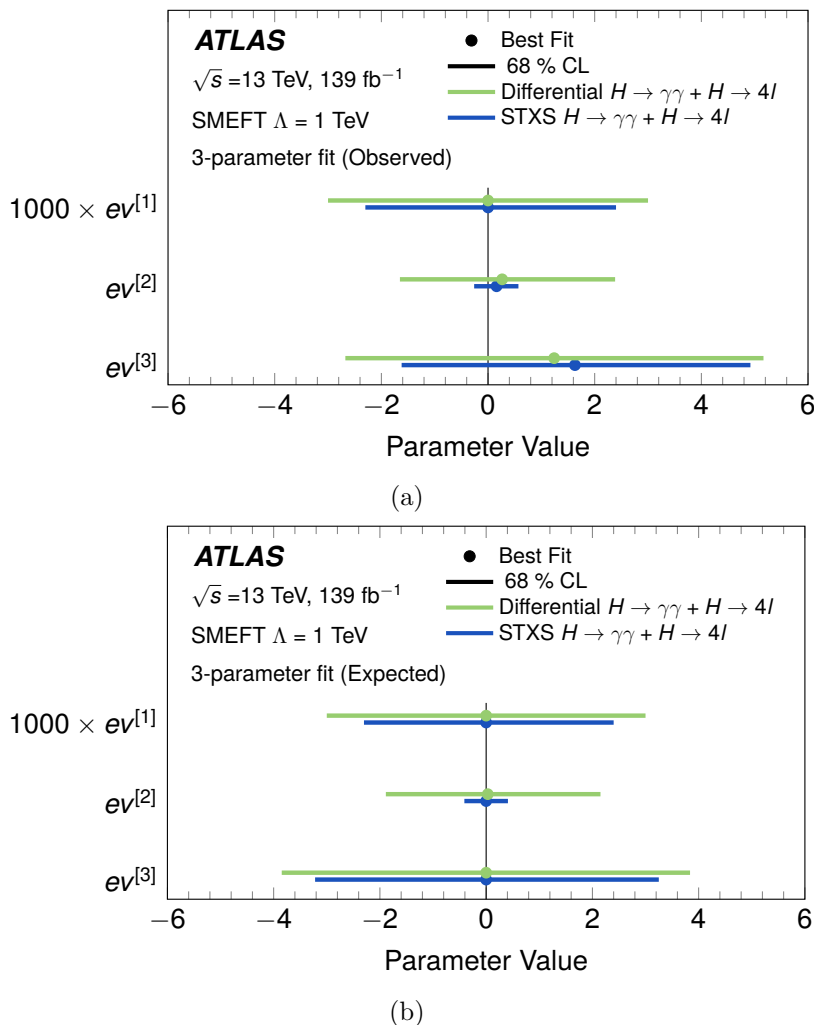 ATLAS
√s =13 TeV, 139 fb⁻¹
SMEFT Λ = 1 TeV
3-parameter fit (Observed)
Best Fit
68 % CL
Differential H → γγ + H → 4l
STXS H → γγ + H → 4l
1000 × ev[1]
ev[2]
ev[3]
−6 −4 −2 0 2 4 6
Parameter Value
(a)
ATLAS
√s =13 TeV, 139 fb⁻¹
SMEFT Λ = 1 TeV
3-parameter fit (Expected)
Best Fit
68 % CL
Differential H → γγ + H → 4l
STXS H → γγ + H → 4l
1000 × ev[1]
ev[2]
ev[3]
−6 −4 −2 0 2 4 6
Parameter Value
(b)